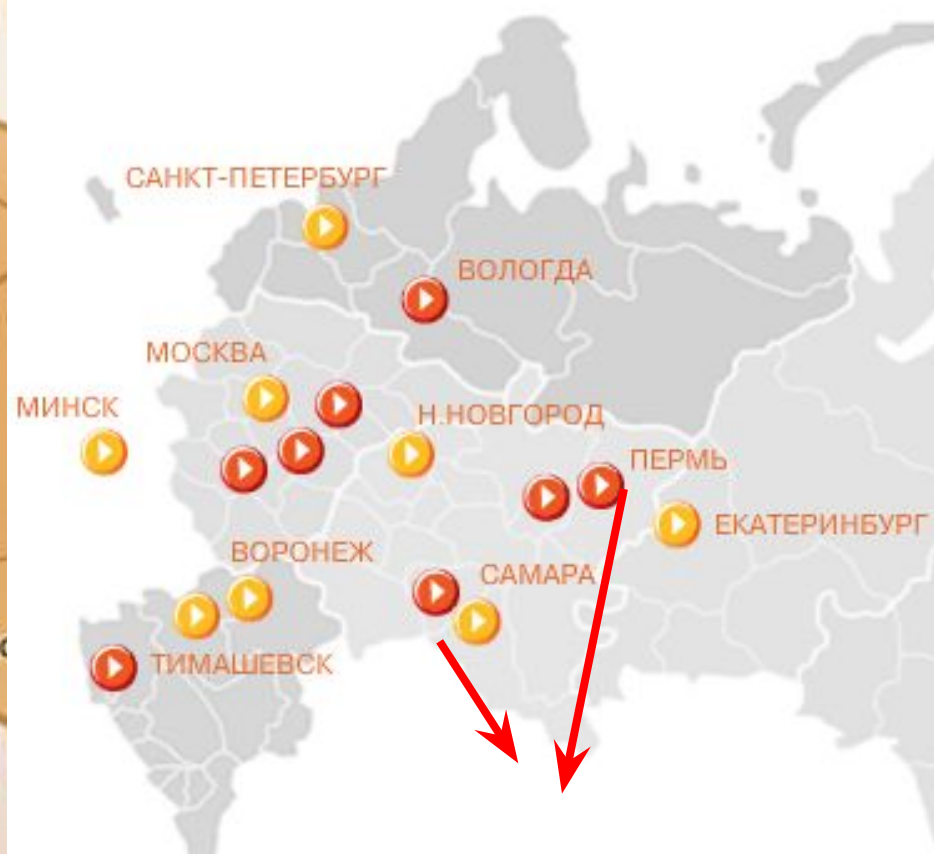 САНКТ-ПЕТЕРБУРГ
ВОЛОГДА
МОСКВА
МИНСК
Н.НОВГОРОД
ПЕРМЬ
ЕКАТЕРИНБУРГ
ВОРОНЕЖ
САМАРА
ТИМАШЕВСК